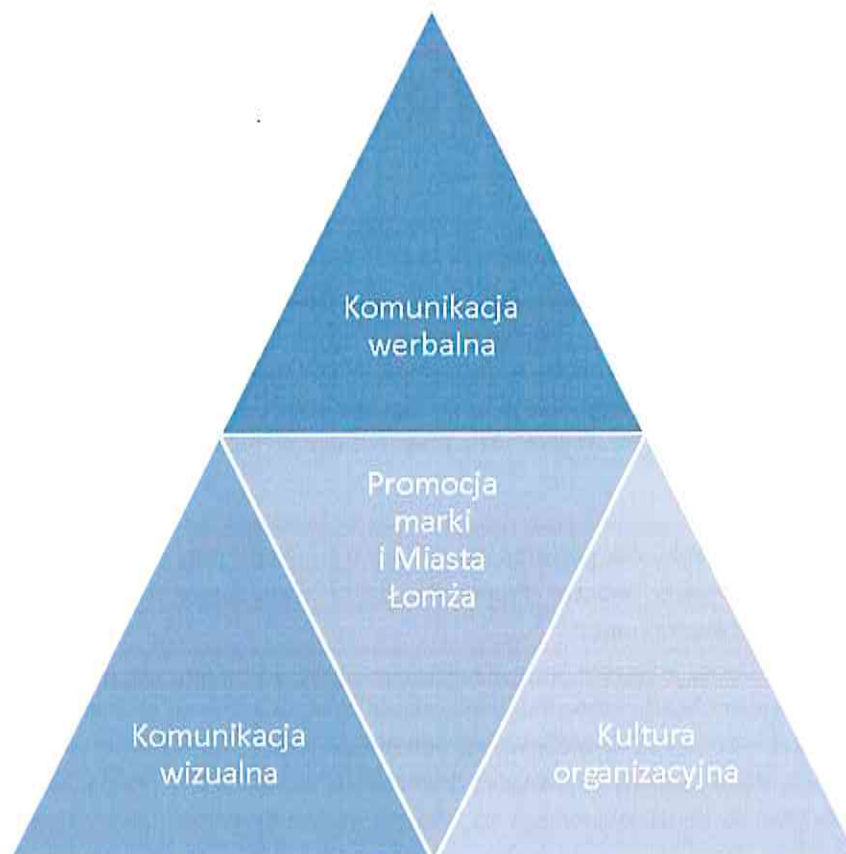 Komunikacja
werbalna
Promocja
marki
i Miasta
Łomża
Komunikacja
wizualna
Kultura
organizacyjna